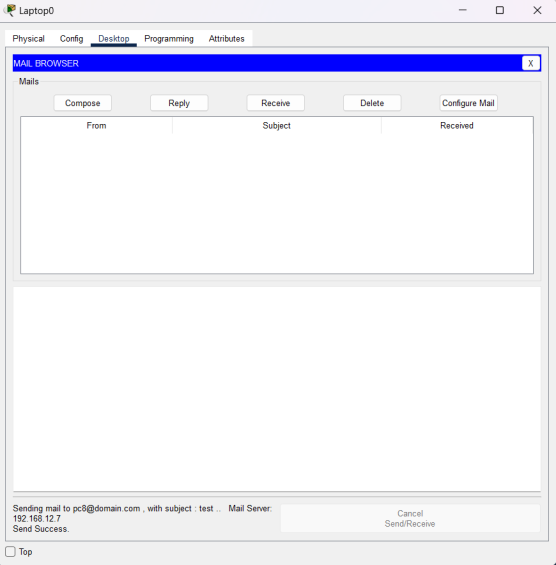 Laptop0
Physical Config Desktop Programming Attributes
MAIL BROWSER X
Mails
Compose Reply Receive Delete Configure Mail
From Subject Received
Sending mail to pc8@domain.com , with subject : test .. Mail Server:
192.168.12.7
Send Success.
Cancel
Send/Receive
Top